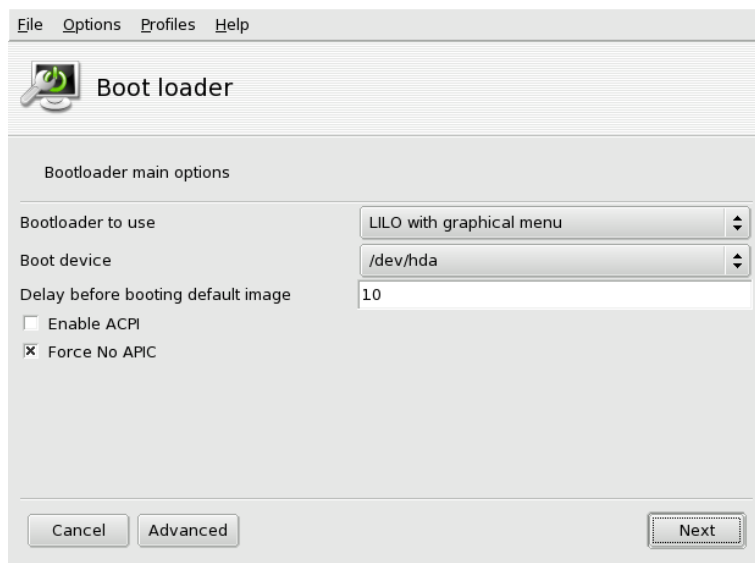 File Options Profiles Help
Boot loader
Bootloader main options
Bootloader to use LILO with graphical menu
Boot device /dev/hda
Delay before booting default image 10
Enable ACPI
Force No APIC
Cancel Advanced Next